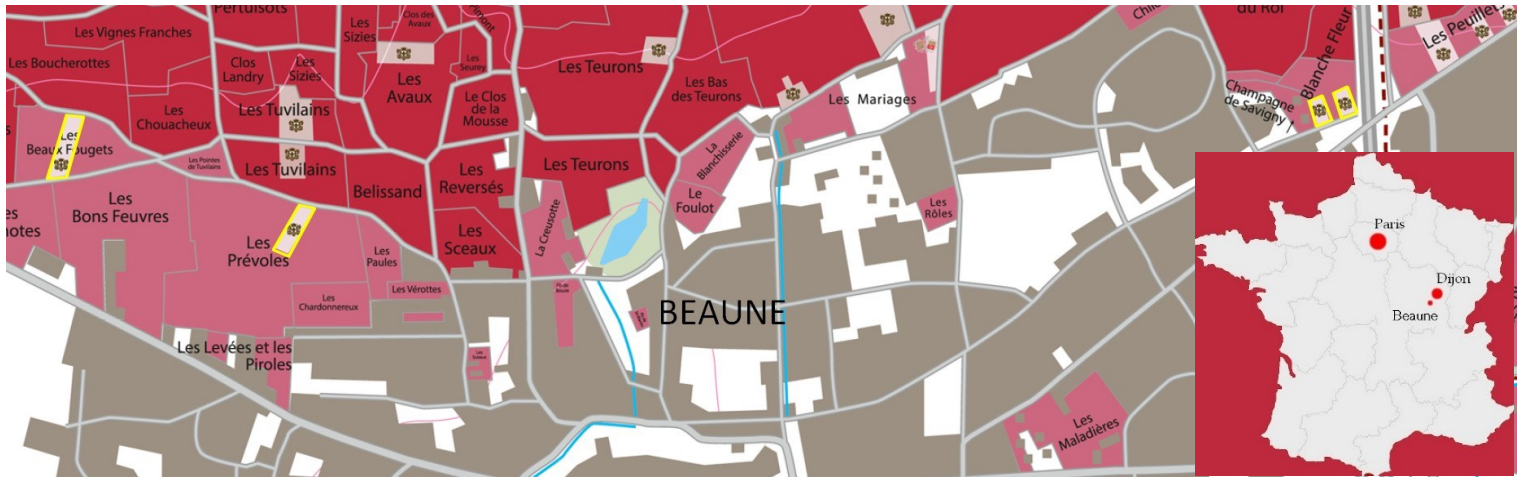 Pertuisots
Les Vignes Franches
Les Boucherottes
Les
Sizies
Clos des
Avaux
Clos
Landry
Les
Sizies
Les
Avaux
Les
Seurey
Les
Chouacheux
Les Tuvilains
Le Clos
de la
Mousse
Les Teurons
Les Bas
des Teurons
Les Mariages
du Roi
Blanche Fleur
Les Peuillets
Champagne
de Savigny
Les
Beaux Fougets
Les Pointes
de Tuvilains
Les Tuvilains
Belissand
Les
Reversés
Les Teurons
La Blanchisserie
Le
Foulot
Les
Rôles
Les
Bons Feuvres
Les
Prévoles
Les
Paules
Les
Sceaux
La Creusotte
Les
Chardonnereux
Les Vérottes
BEAUNE
Les Levées et les
Piroles
Les
Maladières
Paris
Dijon
Beaune